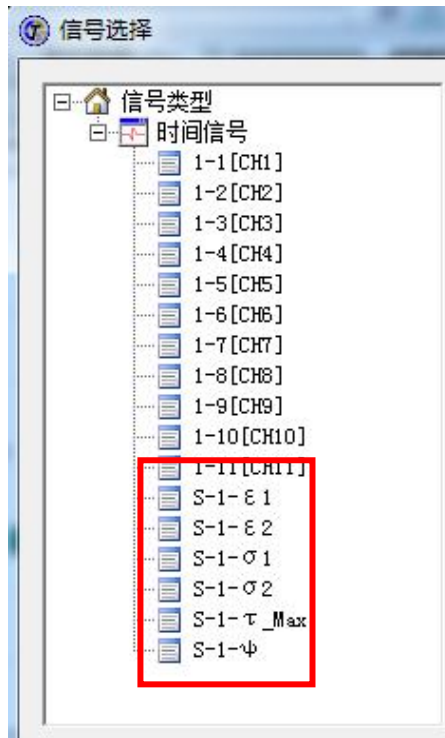 信号选择
信号类型
时间信号
1-1[CH1]
1-2[CH2]
1-3[CH3]
1-4[CH4]
1-5[CH5]
1-6[CH6]
1-7[CH7]
1-8[CH8]
1-9[CH9]
1-10[CH10]
1-11[CH11]
S-1-ε1
S-1-ε2
S-1-σ1
S-1-σ2
S-1-τ_Max
S-1-ψ